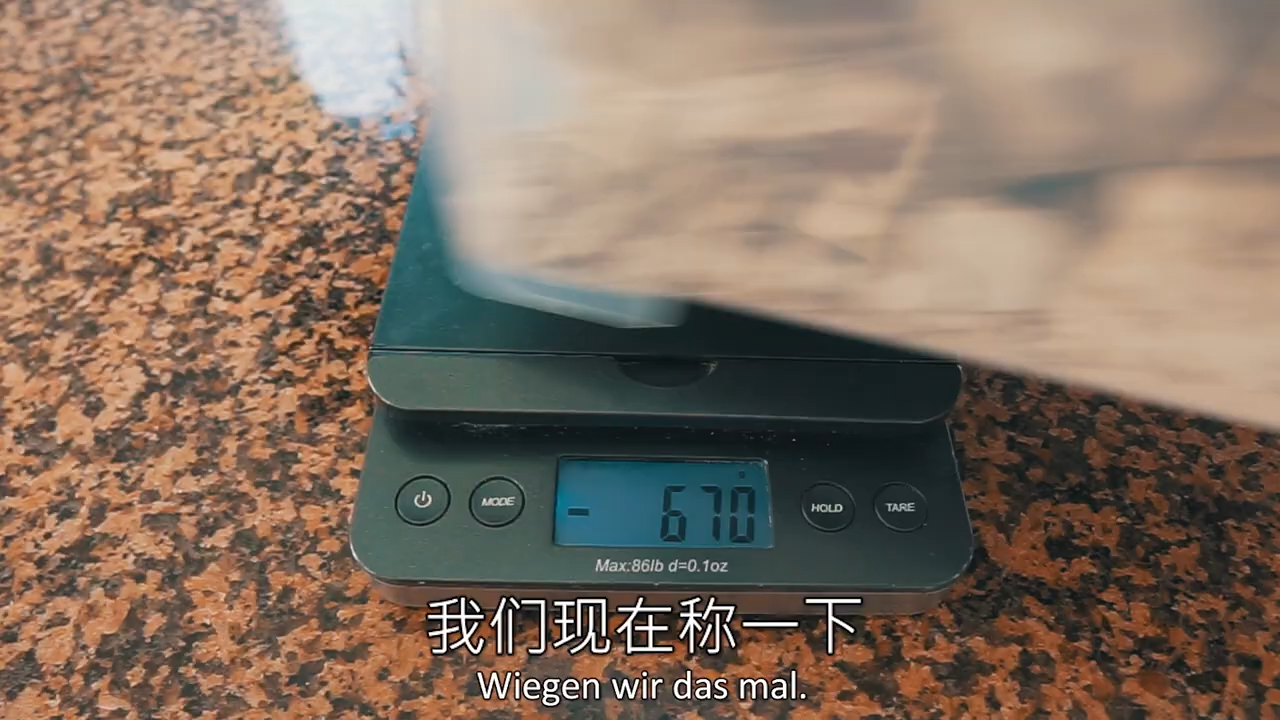 MODE
- 670
HOLD
TARE
Max:86lb d=0.1oz
我们现在称一下
Wiegen wir das mal.